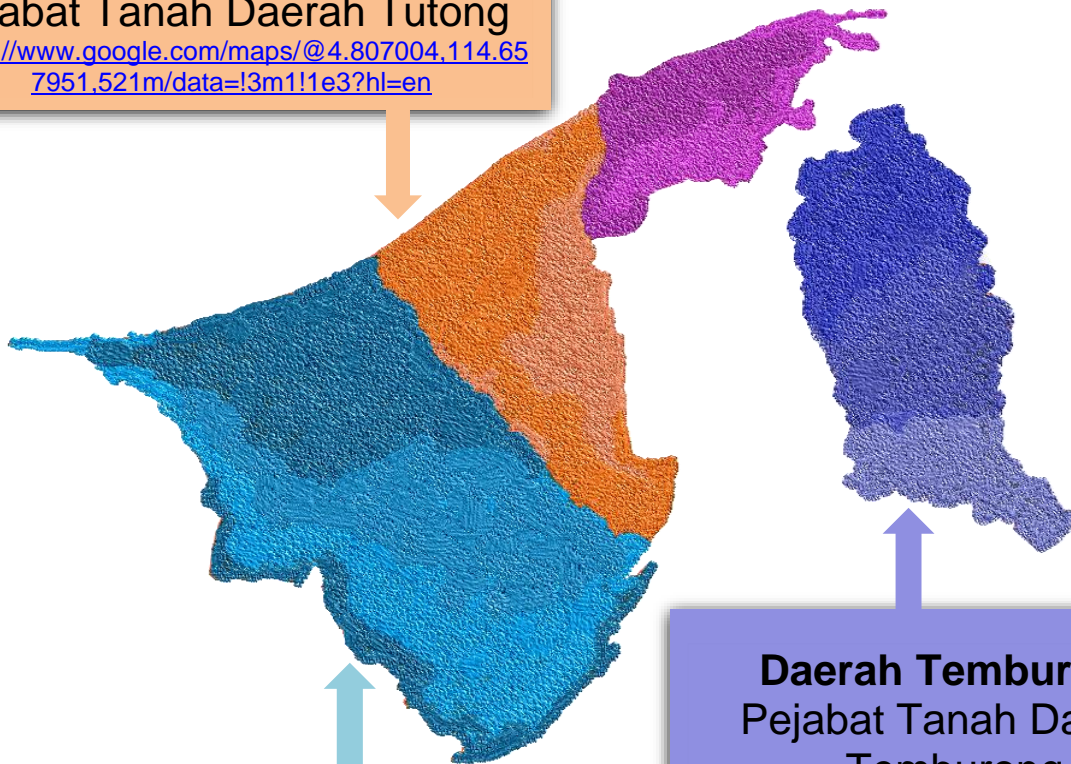 abat Tanah Daerah Tutong
://www.google.com/maps/@4.807004,114.65
7951,521m/data=!3m1!1e3?hl=en
Daerah Tembur
Pejabat Tanah Da
Temburong